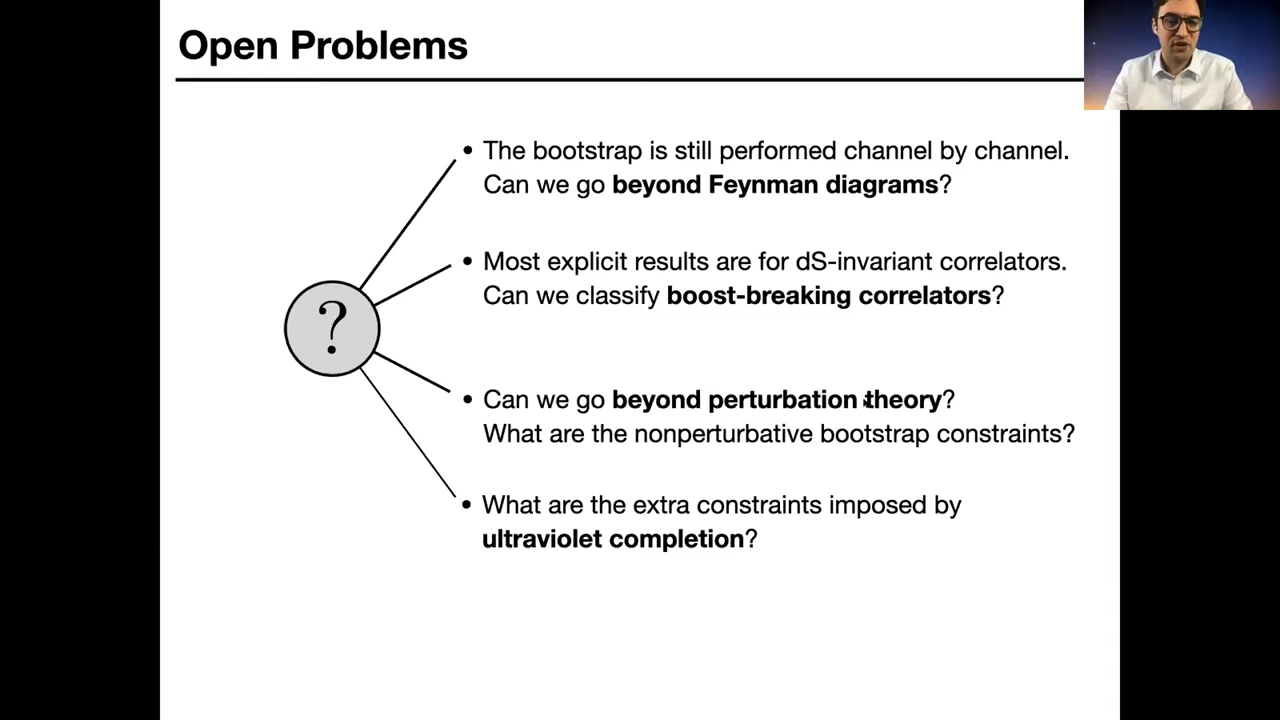 Open Problems
• The bootstrap is still performed channel by channel.
Can we go beyond Feynman diagrams?
• Most explicit results are for dS-invariant correlators.
Can we classify boost-breaking correlators?
?
• Can we go beyond perturbation theory?
What are the nonperturbative bootstrap constraints?
• What are the extra constraints imposed by
ultraviolet completion?